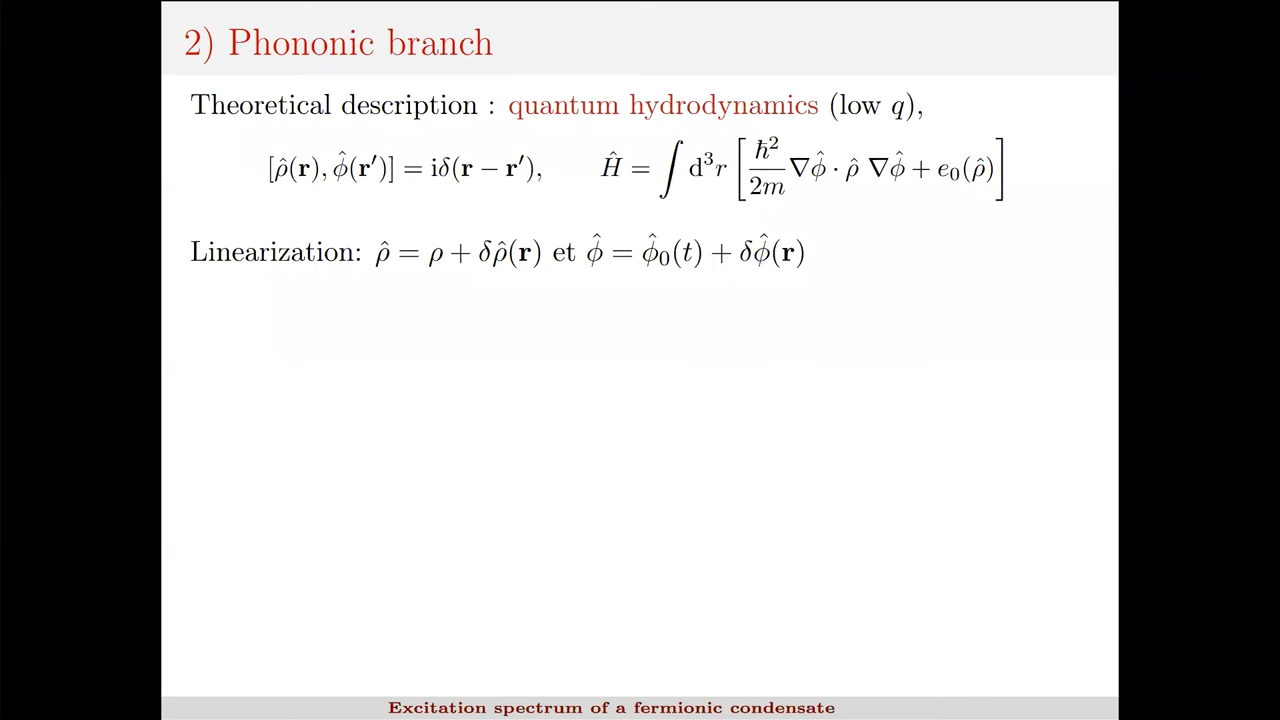 2) Phononic branch
Theoretical description : quantum hydrodynamics (low q),
[ρ̂(r), φ̂(r′)] = iδ(r − r′), Ĥ = ∫ d³r [ ℏ²/2m ∇φ̂ · ρ̂ ∇φ̂ + e₀(ρ̂) ]
Linearization: ρ̂ = ρ + δρ̂(r) et φ̂ = φ̂₀(t) + δφ̂(r)
Excitation spectrum of a fermionic condensate